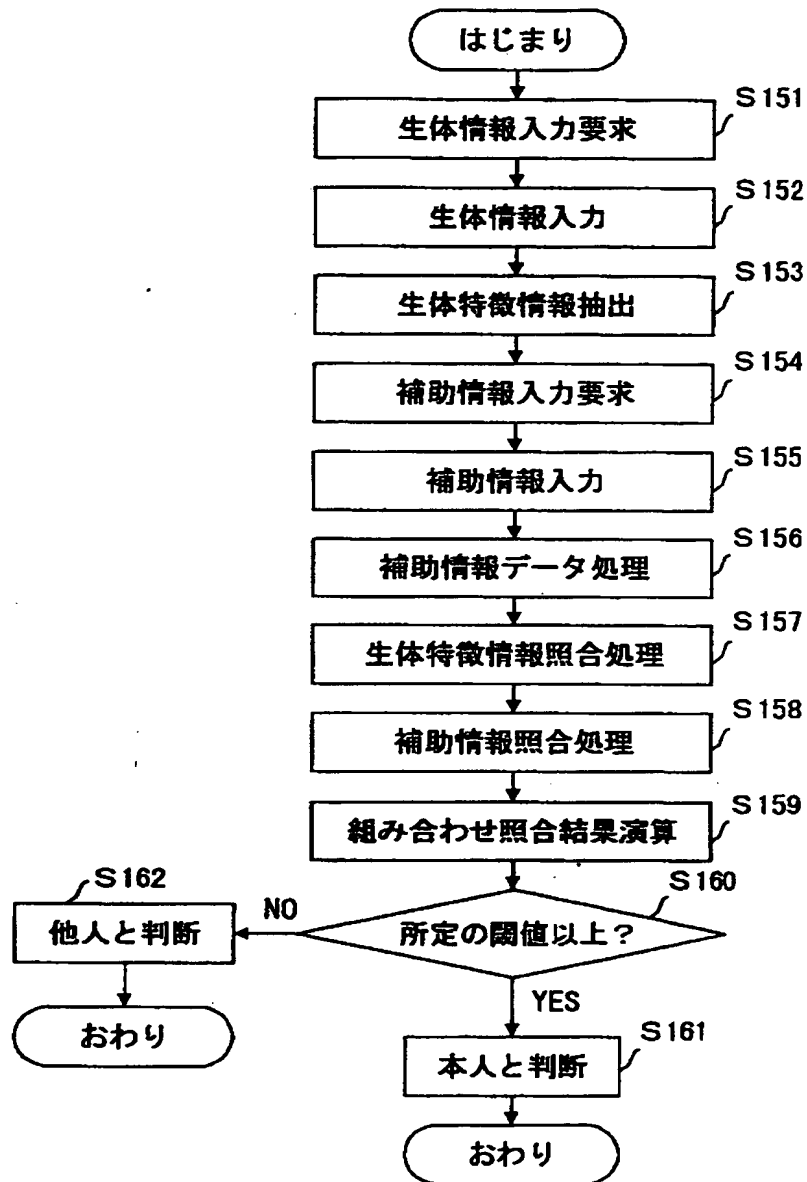 はじまり
S151
生体情報入力要求
S152
生体情報入力
S153
生体特徴情報抽出
S154
補助情報入力要求
S155
補助情報入力
S156
補助情報データ処理
S157
生体特徴情報照合処理
S158
補助情報照合処理
S159
組み合わせ照合結果演算
S160
所定の閾値以上？
NO
S162
他人と判断
おわり
YES
S161
本人と判断
おわり